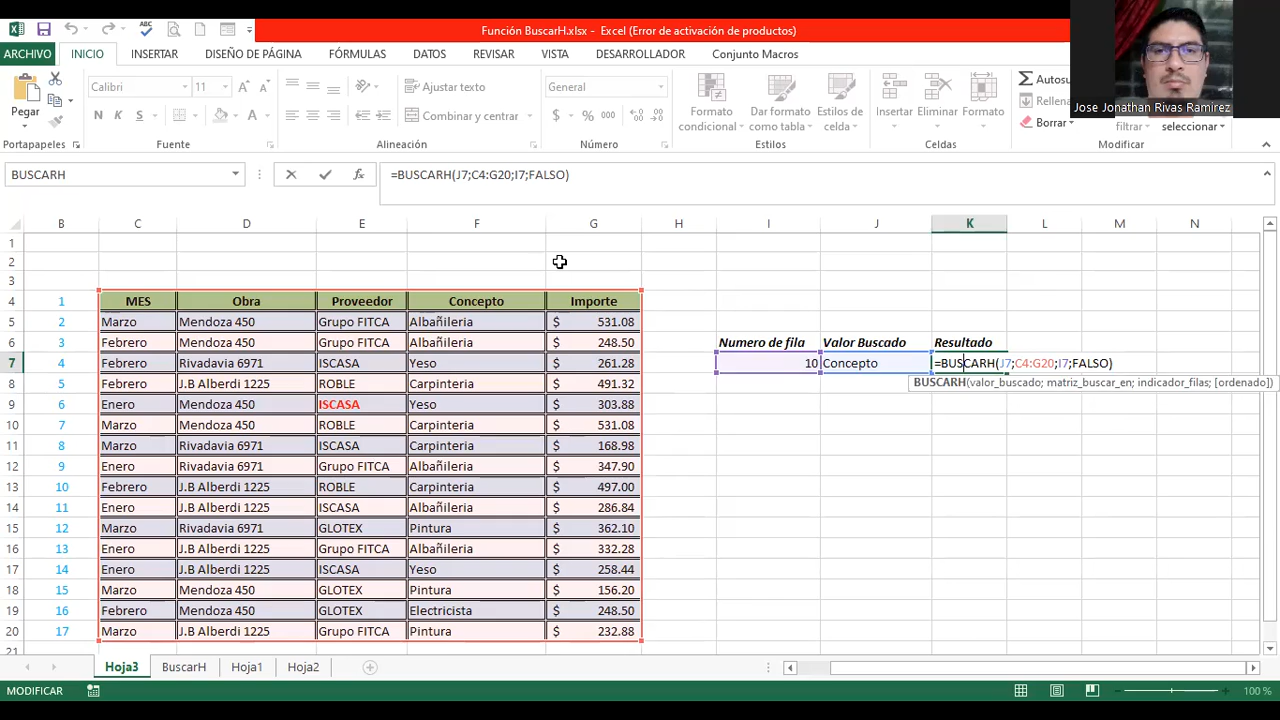 Función BuscarH.xlsx - Excel (Error de activación de productos)
ARCHIVO INICIO INSERTAR DISEÑO DE PÁGINA FÓRMULAS DATOS REVISAR VISTA DESARROLLADOR Conjunto Macros
Jose Jonathan Rivas Ramirez
Pegar
Calibri 11
N K S
Ajustar texto
Combinar y centrar
General
$ % 000
Formato condicional
Dar formato como tabla
Estilos de celda
Insertar Eliminar Formato
Autosu
Rellena
Borrar
filtrar
seleccionar
Portapapeles Fuente Alineación Número Estilos Celdas Modificar
BUSCARH fx =BUSCARH(J7;C4:G20;I7;FALSO)
B C D E F G H I J K L M N
1
2
3
4 1 MES Obra Proveedor Concepto Importe
5 2 Marzo Mendoza 450 Grupo FITCA Albañileria $ 531.08
6 3 Febrero Mendoza 450 Grupo FITCA Albañileria $ 248.50 Numero de fila Valor Buscado Resultado
7 4 Febrero Rivadavia 6971 ISCASA Yeso $ 261.28 10 Concepto =BUSCARH(J7;C4:G20;I7;FALSO)
8 5 Febrero J.B Alberdi 1225 ROBLE Carpinteria $ 491.32 BUSCARH(valor_buscado; matriz_buscar_en; indicador_filas; [ordenado])
9 6 Enero Mendoza 450 ISCASA Yeso $ 303.88
10 7 Marzo Mendoza 450 ROBLE Carpinteria $ 531.08
11 8 Marzo Rivadavia 6971 ISCASA Carpinteria $ 168.98
12 9 Enero Rivadavia 6971 Grupo FITCA Albañileria $ 347.90
13 10 Febrero J.B Alberdi 1225 ROBLE Carpinteria $ 497.00
14 11 Enero J.B Alberdi 1225 ISCASA Albañileria $ 286.84
15 12 Marzo Rivadavia 6971 GLOTEX Pintura $ 362.10
16 13 Enero J.B Alberdi 1225 Grupo FITCA Albañileria $ 332.28
17 14 Enero J.B Alberdi 1225 ISCASA Yeso $ 258.44
18 15 Marzo Mendoza 450 GLOTEX Pintura $ 156.20
19 16 Febrero Mendoza 450 GLOTEX Electricista $ 248.50
20 17 Marzo J.B Alberdi 1225 Grupo FITCA Pintura $ 232.88
21
Hoja3 BuscarH Hoja1 Hoja2
MODIFICAR 100 %